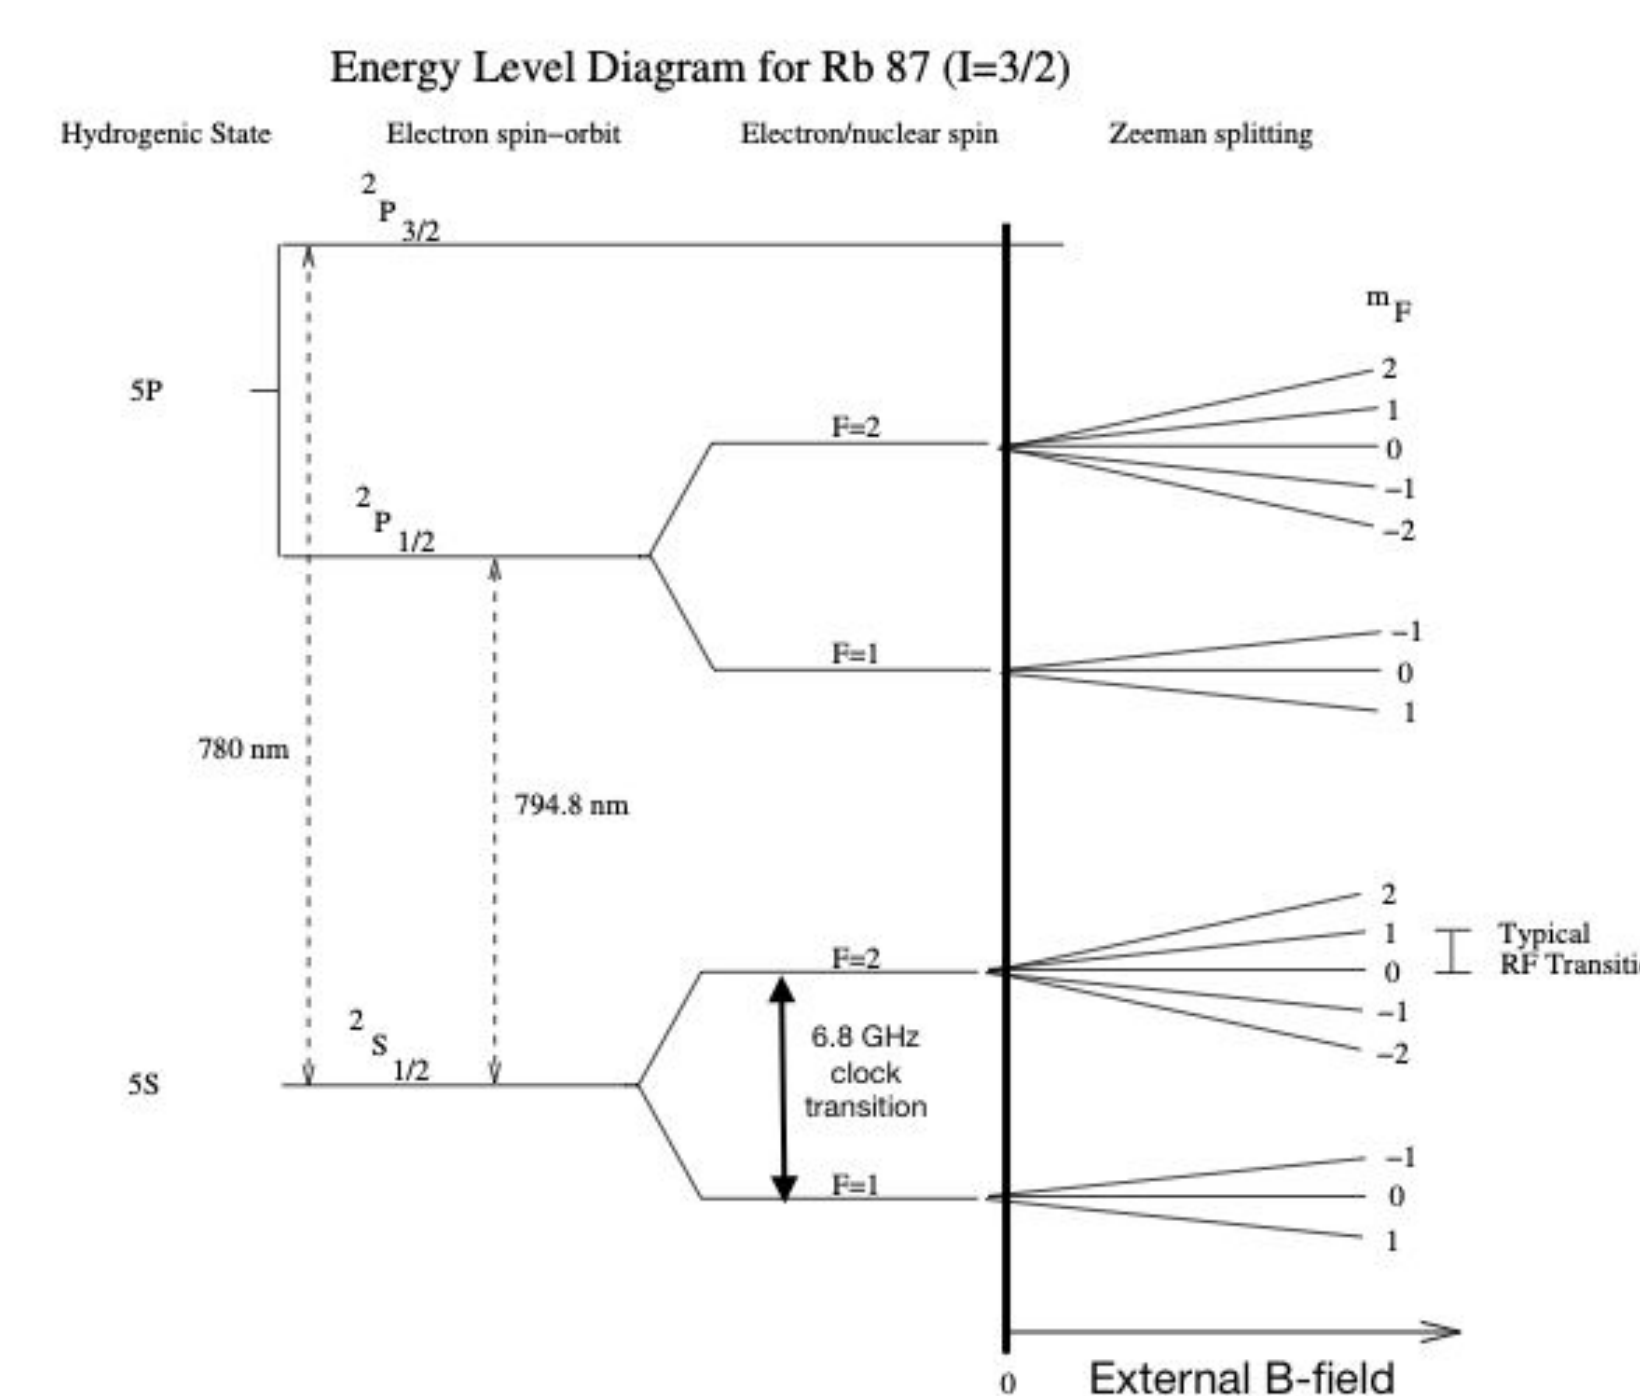 Energy Level Diagram for Rb 87 (I=3/2)
Hydrogenic State
Electron spin–orbit
Electron/nuclear spin
Zeeman splitting
2
P
3/2
m
F
5P
2
1
0
–1
–2
F=2
2
P
1/2
–1
0
1
F=1
780 nm
794.8 nm
2
1
0
–1
–2
Typical
RF
F=2
6.8 GHz
clock
transition
2
S
1/2
5S
–1
0
1
F=1
0
External B-field